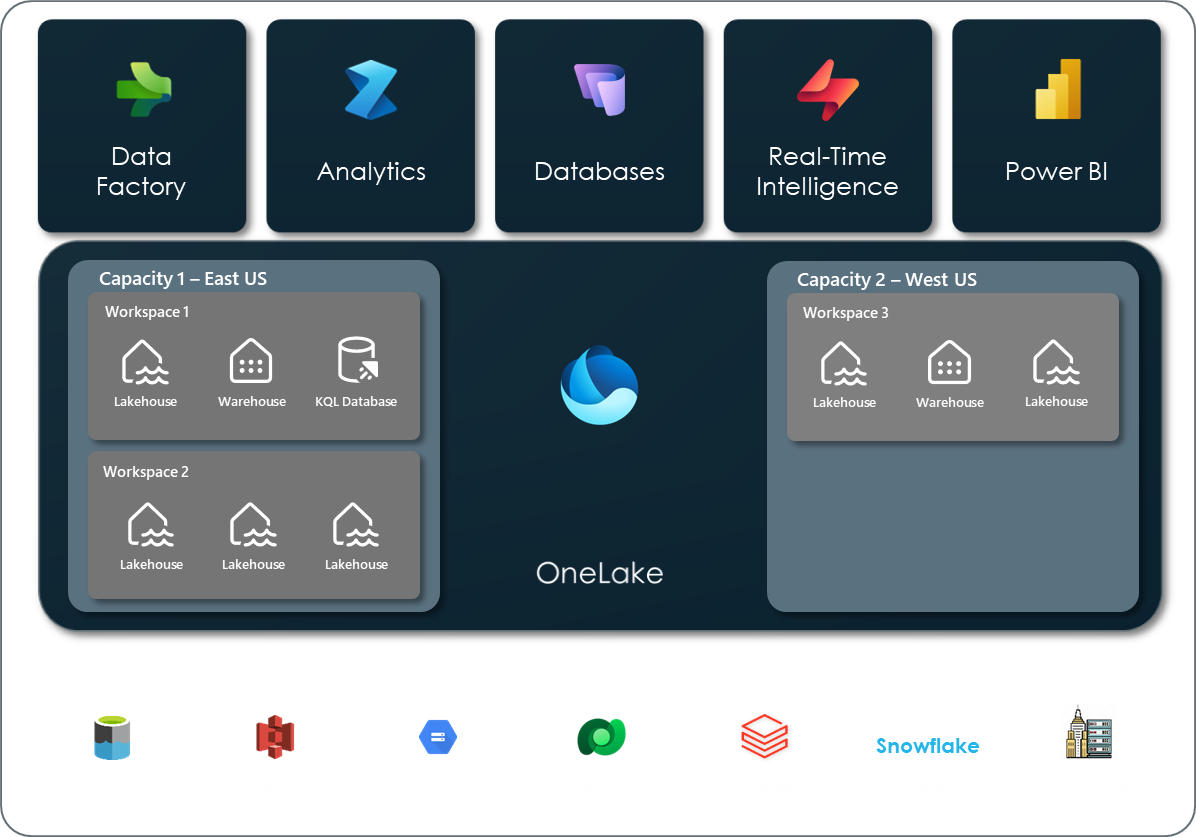 Data
Factory
Analytics
Databases
Real-Time
Intelligence
Power BI
Capacity 1 – East US
Workspace 1
Lakehouse
Warehouse
KQL Database
Workspace 2
Lakehouse
Lakehouse
Lakehouse
OneLake
Capacity 2 – West US
Workspace 3
Lakehouse
Warehouse
Lakehouse
Snowflake